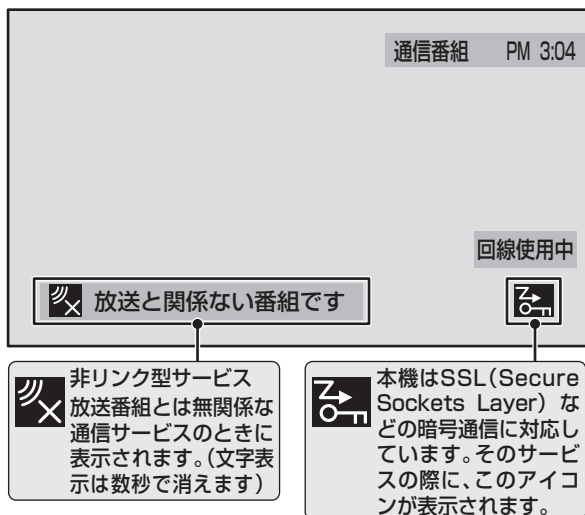 通信番組 PM 3:04
回線使用中
放送と関係ない番組です
非リンク型サービス
放送番組とは無関係な
通信サービスのときに
表示されます。(文字表
示は数秒で消えます)
本機はSSL(Secure
Sockets Layer) な
どの暗号通信に対応し
ています。そのサービ
スの際に、このアイコ
ンが表示されます。